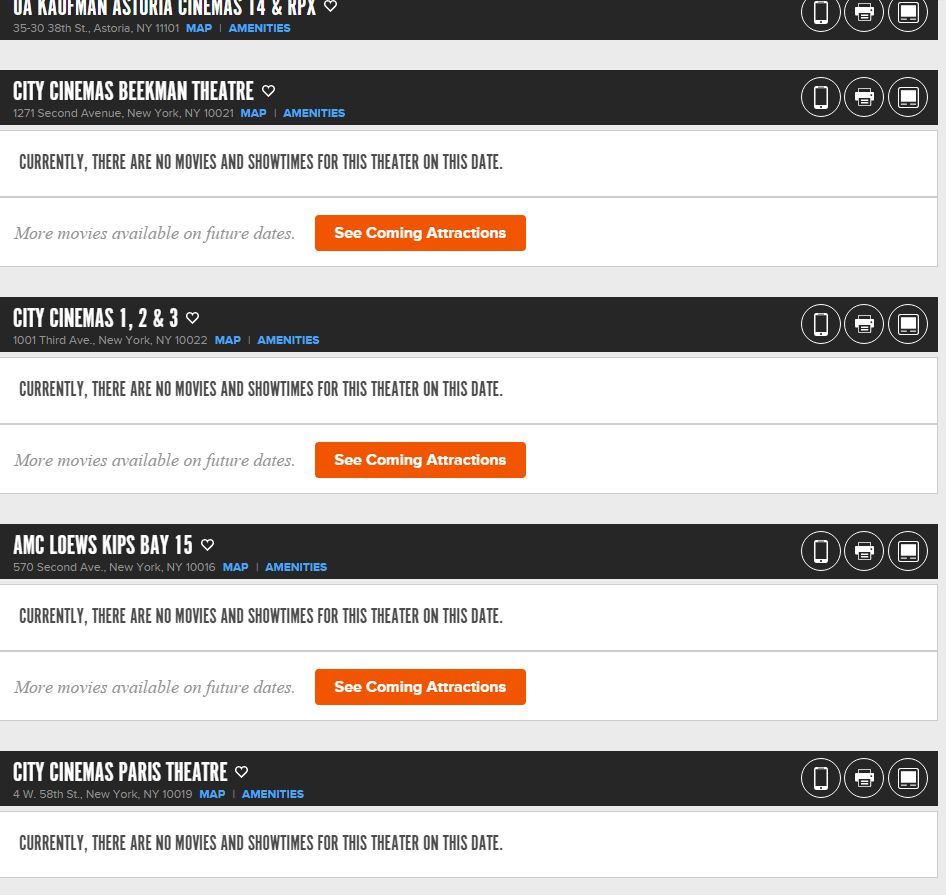 UA KAUFMAN ASTORIA CINEMAS 14 & RPX
35-30 38th St., Astoria, NY 11101 MAP | AMENITIES
CITY CINEMAS BEEKMAN THEATRE
1271 Second Avenue, New York, NY 10021 MAP | AMENITIES
CURRENTLY, THERE ARE NO MOVIES AND SHOWTIMES FOR THIS THEATER ON THIS DATE.
More movies available on future dates. See Coming Attractions
CITY CINEMAS 1, 2 & 3
1001 Third Ave., New York, NY 10022 MAP | AMENITIES
CURRENTLY, THERE ARE NO MOVIES AND SHOWTIMES FOR THIS THEATER ON THIS DATE.
More movies available on future dates. See Coming Attractions
AMC LOEWS KIPS BAY 15
570 Second Ave., New York, NY 10016 MAP | AMENITIES
CURRENTLY, THERE ARE NO MOVIES AND SHOWTIMES FOR THIS THEATER ON THIS DATE.
More movies available on future dates. See Coming Attractions
CITY CINEMAS PARIS THEATRE
4 W. 58th St., New York, NY 10019 MAP | AMENITIES
CURRENTLY, THERE ARE NO MOVIES AND SHOWTIMES FOR THIS THEATER ON THIS DATE.